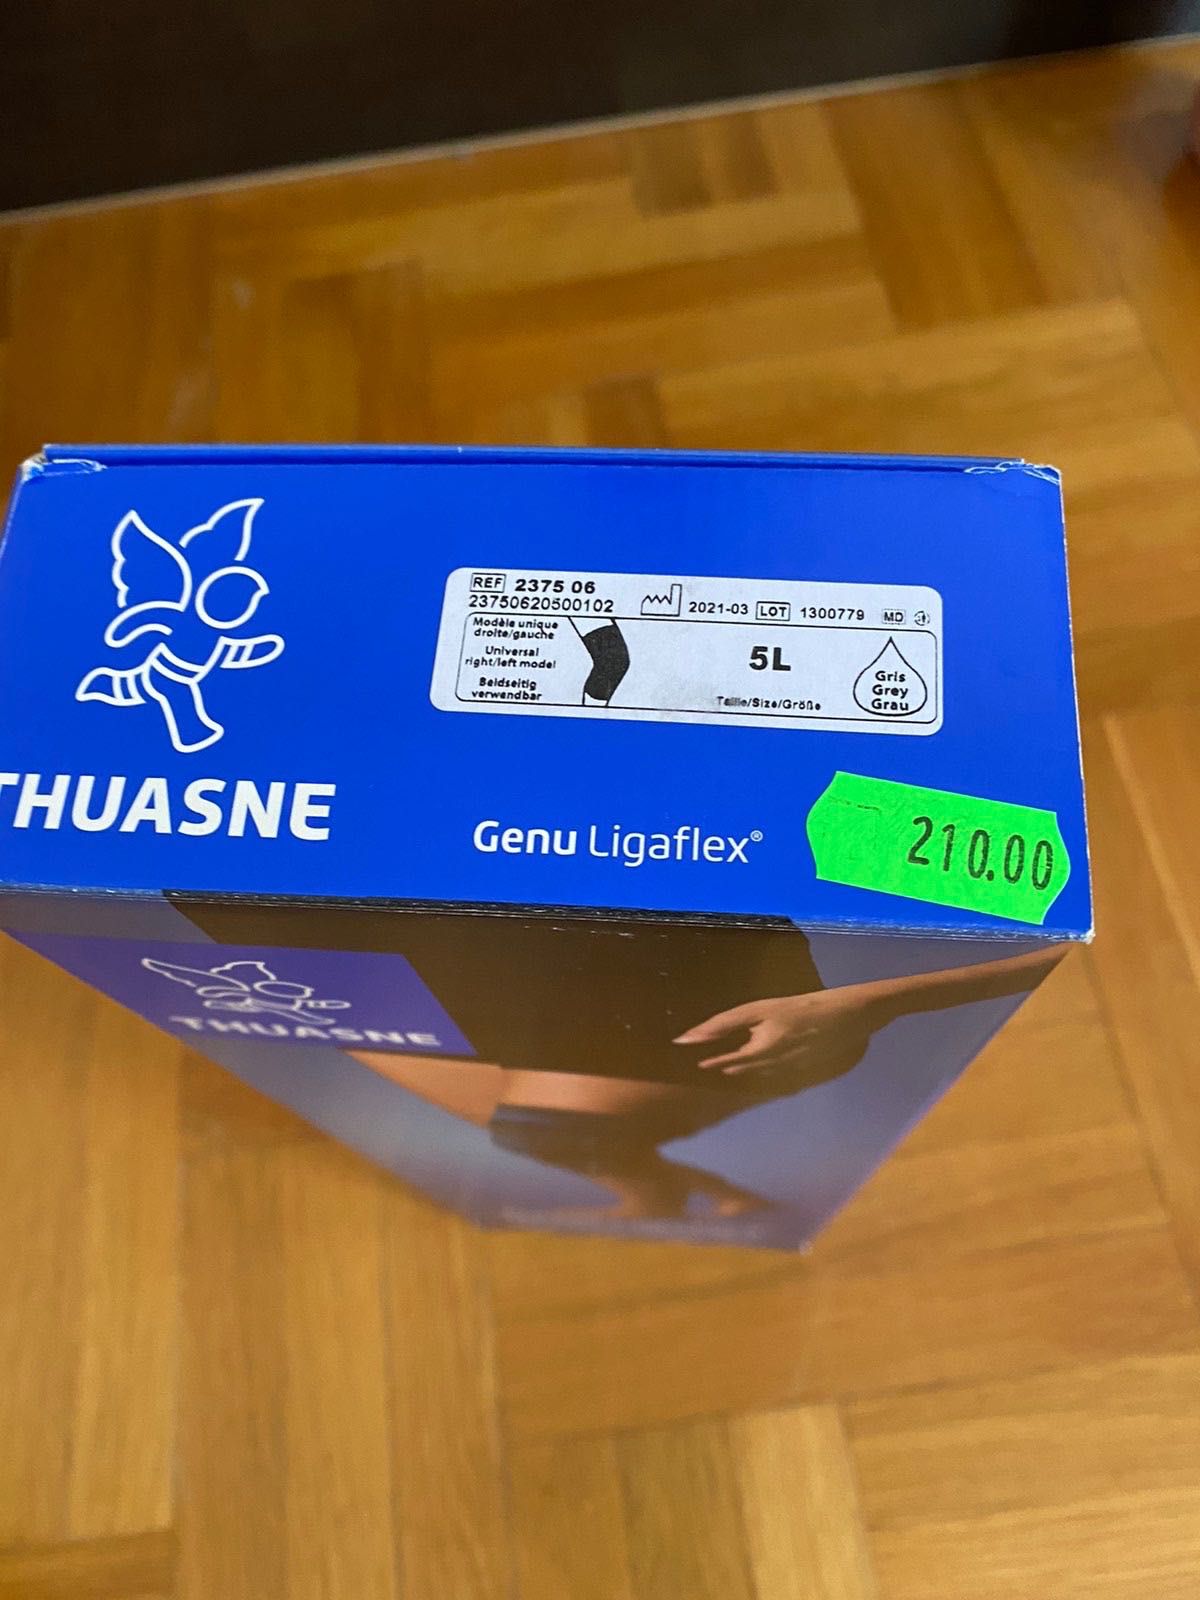 REF 2375 06
23750620500102
2021-03 LOT 1300779 MD
Modèle unique
droite/gauche
Universal
right/left model
Beidseitig
verwendbar
5L
Taille/Size/Größe
Gris
Grey
Grau
THUASNE
Genu Ligaflex®
210.00
THUASNE